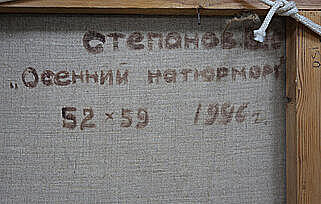 степанов
„Осенний натюрморт
52 × 59 1996 г.